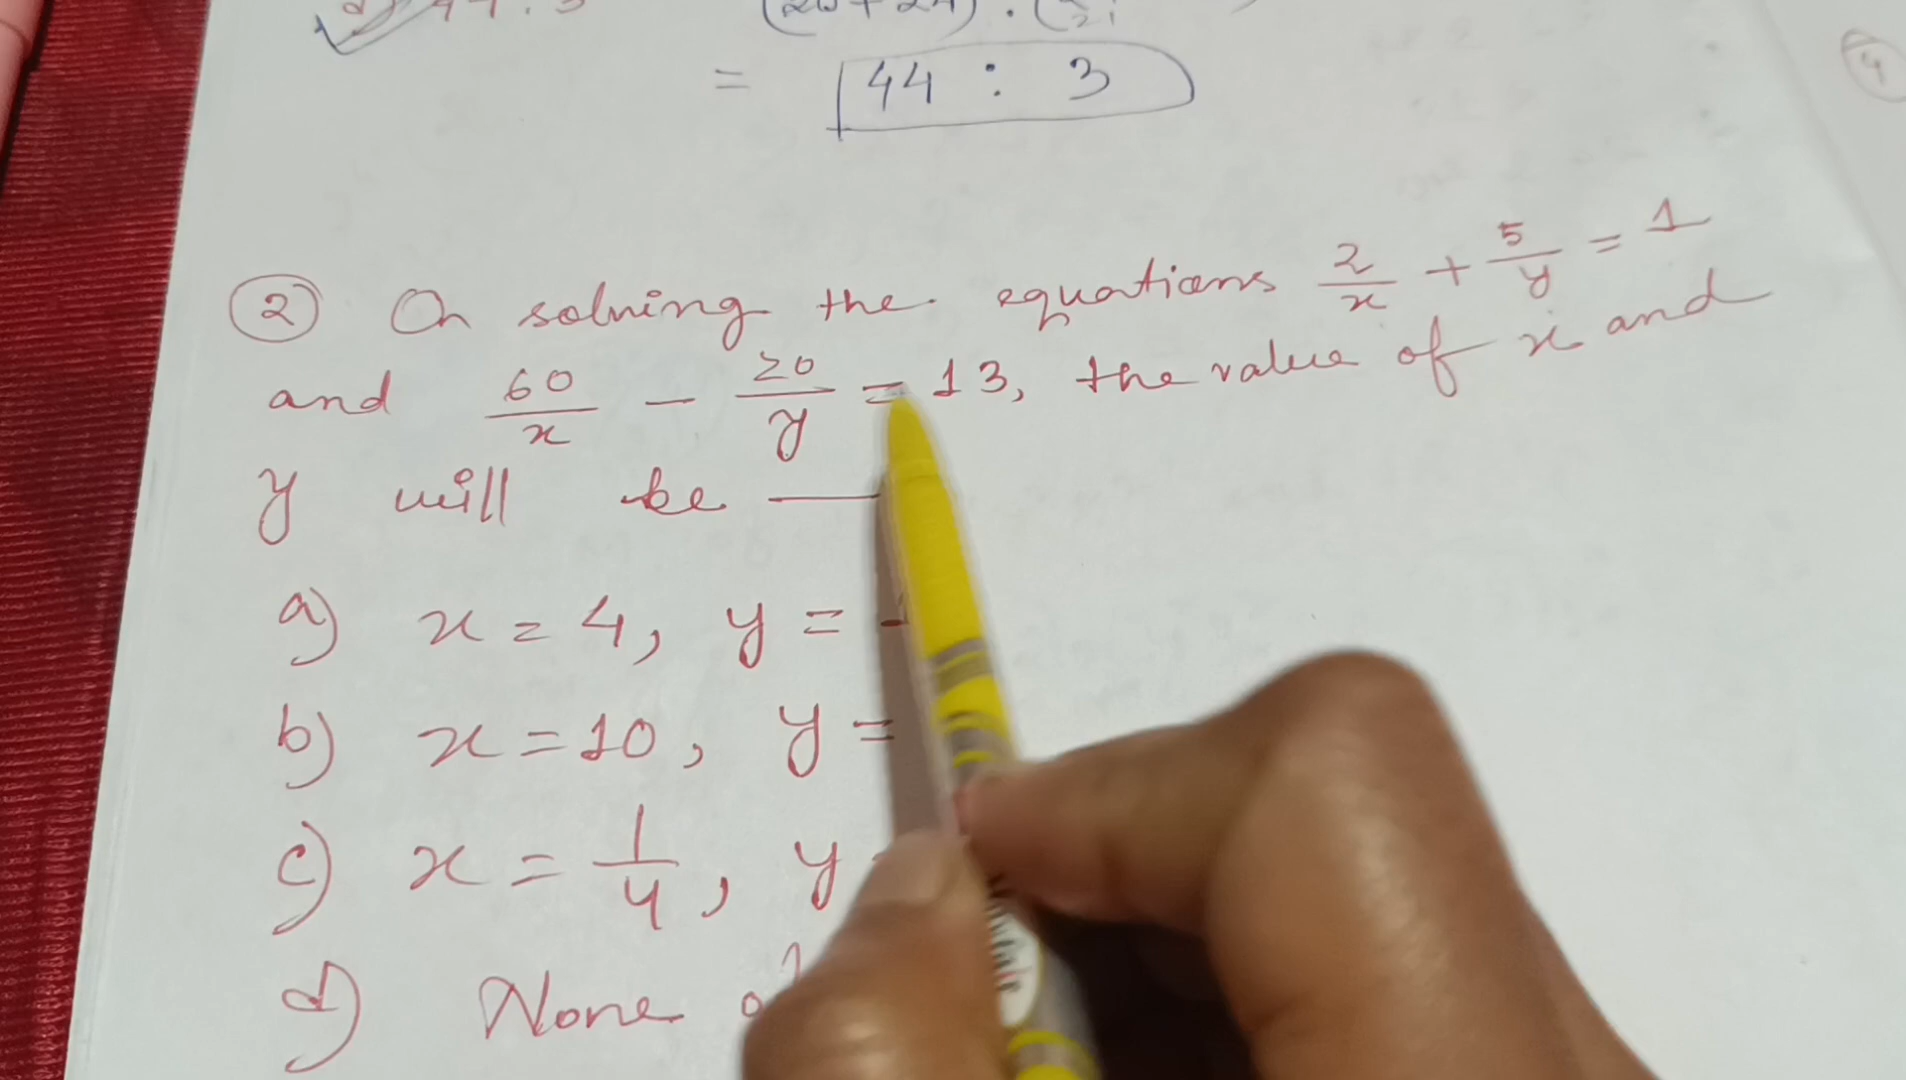 = 44 : 3
② On solving the equations 2/x + 5/y = 1
and 60/x - 20/y = 13, the value of x and
y will be —
a) x = 4, y =
b) x = 10, y =
c) x = 1/4, y
d) None